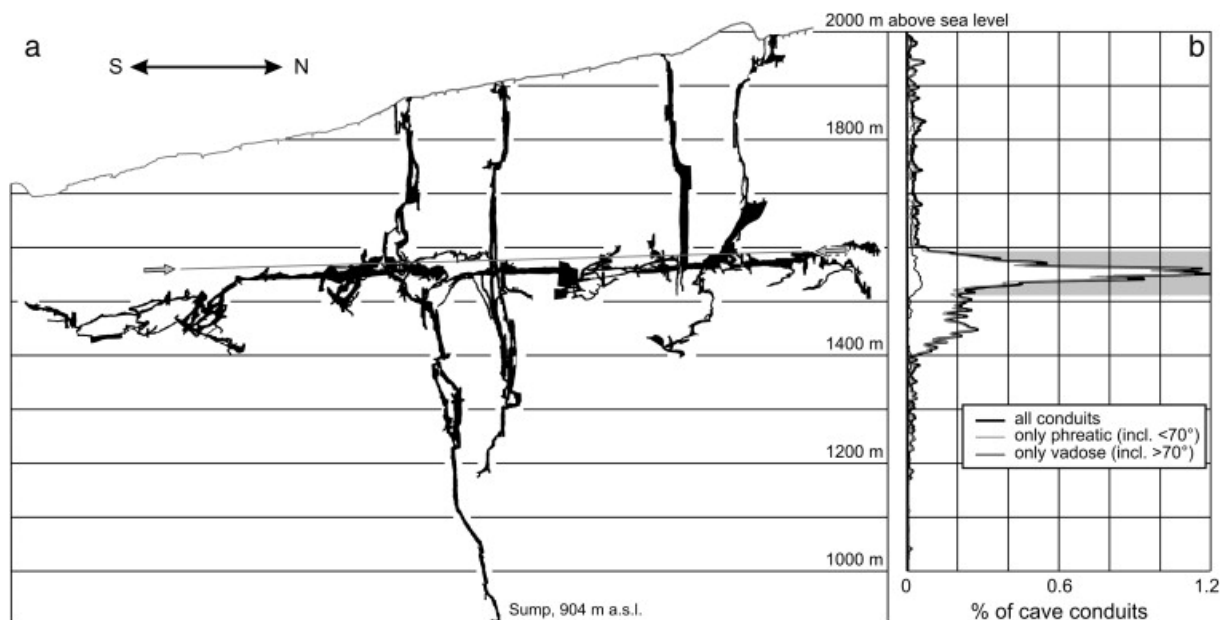 a
S N
2000 m above sea level
b
1800 m
1600 m
1400 m
1200 m
1000 m
Sump, 904 m a.s.l.
all conduits
only phreatic (incl. <70°)
only vadose (incl. >70°)
0 0.6 1.2
% of cave conduits